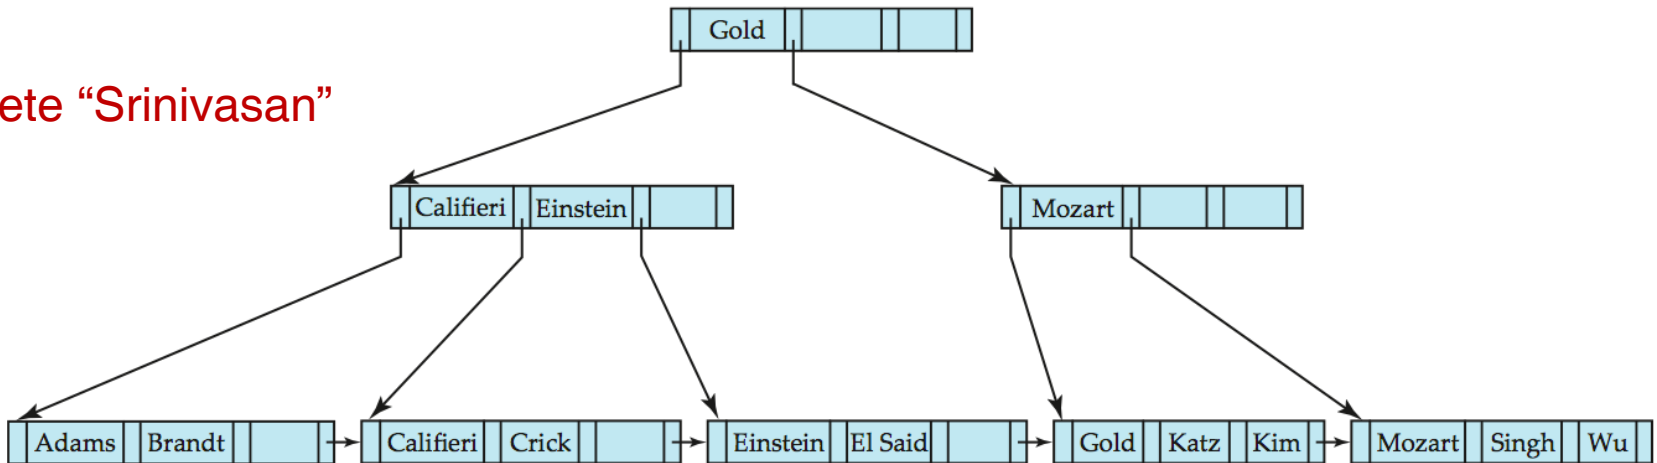 Gold
ete “Srinivasan”
Califieri Einstein Mozart
Adams Brandt Califieri Crick Einstein El Said Gold Katz Kim Mozart Singh Wu